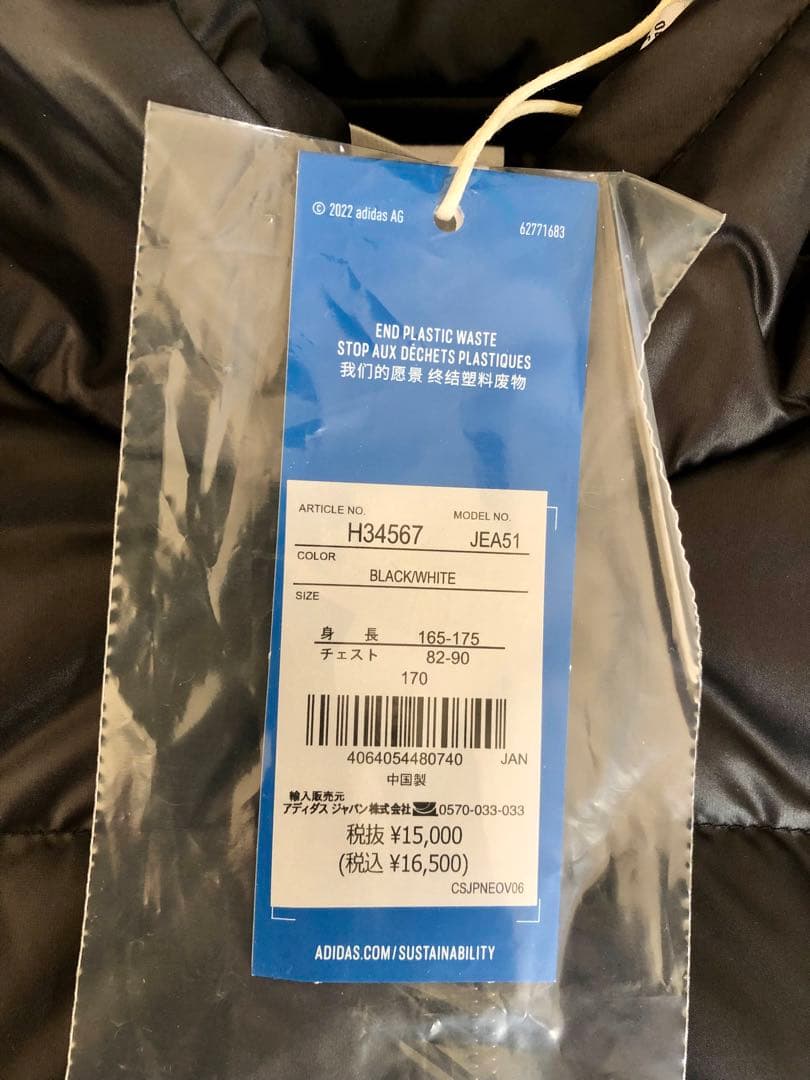 © 2022 adidas AG
62771683
END PLASTIC WASTE
STOP AUX DÉCHETS PLASTIQUES
我们的愿景 终结塑料废物
ARTICLE NO.
H34567
MODEL NO.
JEA51
COLOR
BLACK/WHITE
SIZE
身 長 165-175
チェスト 82-90
170
4064054480740 JAN
中国製
輸入販売元
アディダス ジャパン株式会社 0570-033-033
税抜 ¥15,000
(税込 ¥16,500)
CSJPNEOV06
ADIDAS.COM/SUSTAINABILITY